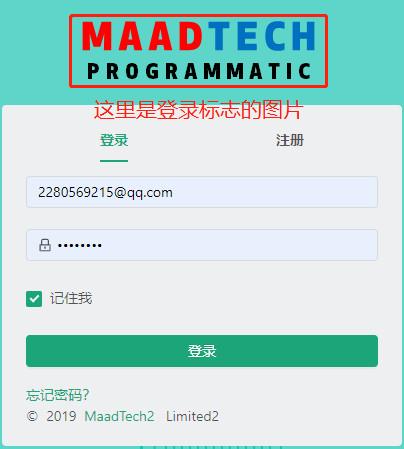 MAADTECH
PROGRAMMATIC
这里是登录标志的图片
登录 注册
2280569215@qq.com
••••••••
记住我
登录
忘记密码?
© 2019 MaadTech2 Limited2